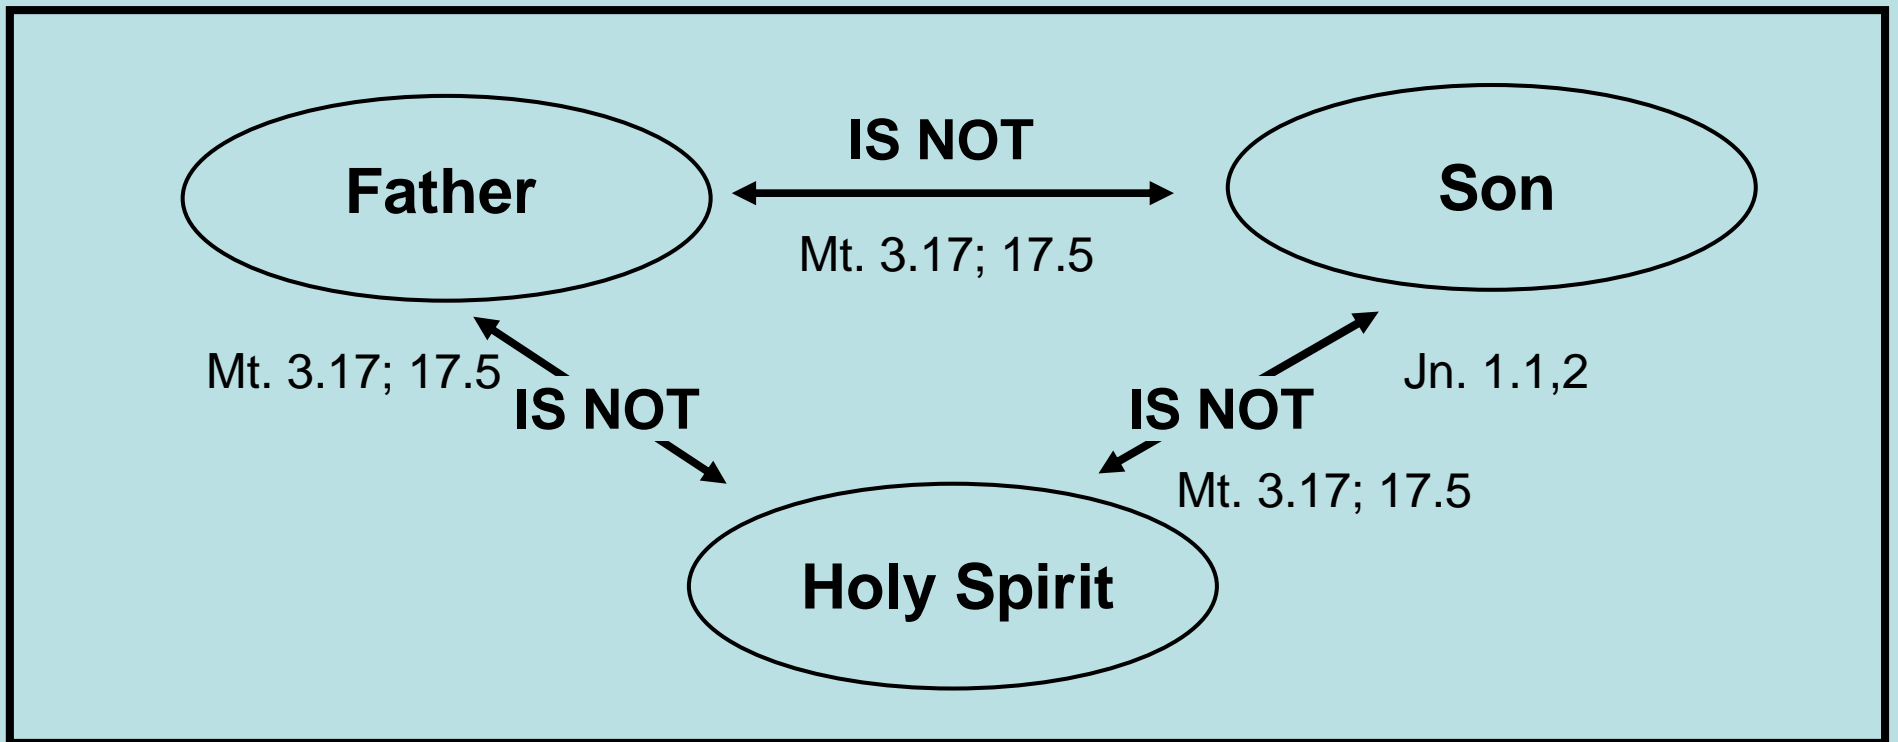 IS NOT
Father
Son
Mt. 3.17; 17.5
Mt. 3.17; 17.5
Jn. 1.1,2
IS NOT
IS NOT
Mt. 3.17; 17.5
Holy Spirit